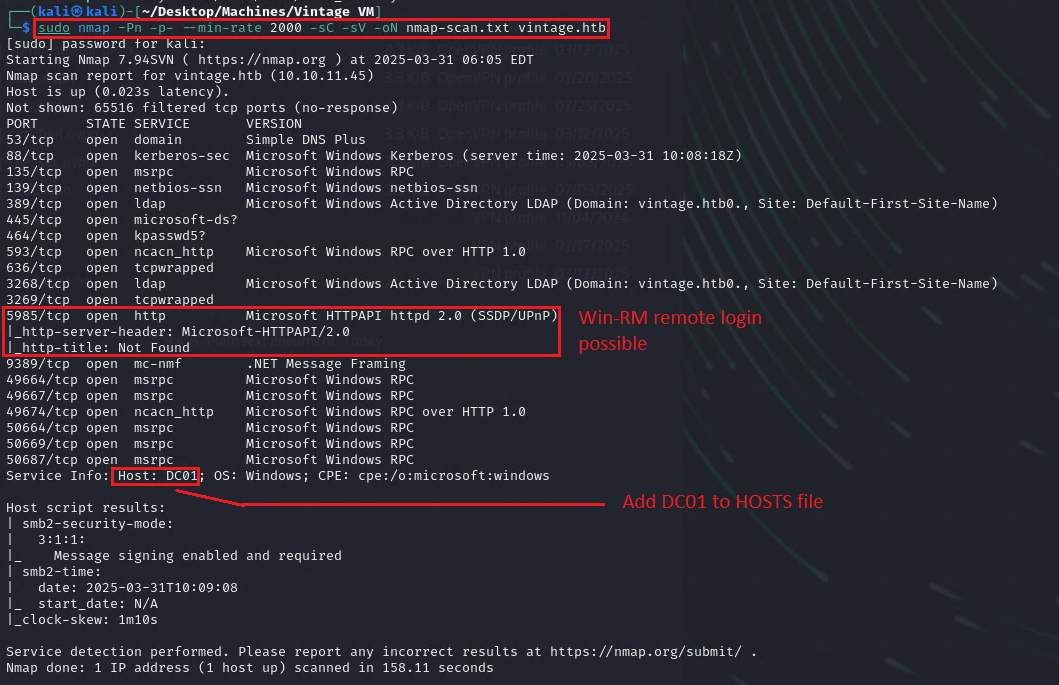 ┌──(kali㉿kali)-[~/Desktop/Machines/Vintage VM]
└─$ sudo nmap -Pn -p- --min-rate 2000 -sC -sV -oN nmap-scan.txt vintage.htb
[sudo] password for kali:
Starting Nmap 7.94SVN ( https://nmap.org ) at 2025-03-31 06:05 EDT
Nmap scan report for vintage.htb (10.10.11.45)
Host is up (0.023s latency).
Not shown: 65516 filtered tcp ports (no-response)
PORT      STATE SERVICE       VERSION
53/tcp    open  domain        Simple DNS Plus
88/tcp    open  kerberos-sec  Microsoft Windows Kerberos (server time: 2025-03-31 10:08:18Z)
135/tcp   open  msrpc         Microsoft Windows RPC
139/tcp   open  netbios-ssn   Microsoft Windows netbios-ssn
389/tcp   open  ldap          Microsoft Windows Active Directory LDAP (Domain: vintage.htb0., Site: Default-First-Site-Name)
445/tcp   open  microsoft-ds?
464/tcp   open  kpasswd5?
593/tcp   open  ncacn_http    Microsoft Windows RPC over HTTP 1.0
636/tcp   open  tcpwrapped
3268/tcp  open  ldap          Microsoft Windows Active Directory LDAP (Domain: vintage.htb0., Site: Default-First-Site-Name)
3269/tcp  open  tcpwrapped
5985/tcp  open  http          Microsoft HTTPAPI httpd 2.0 (SSDP/UPnP)
|_http-server-header: Microsoft-HTTPAPI/2.0
|_http-title: Not Found
Win-RM remote login
possible
9389/tcp  open  mc-nmf        .NET Message Framing
49664/tcp open  msrpc         Microsoft Windows RPC
49667/tcp open  msrpc         Microsoft Windows RPC
49674/tcp open  ncacn_http    Microsoft Windows RPC over HTTP 1.0
50664/tcp open  msrpc         Microsoft Windows RPC
50669/tcp open  msrpc         Microsoft Windows RPC
50687/tcp open  msrpc         Microsoft Windows RPC
Service Info: Host: DC01; OS: Windows; CPE: cpe:/o:microsoft:windows
Add DC01 to HOSTS file
Host script results:
| smb2-security-mode:
|   3:1:1:
|_    Message signing enabled and required
| smb2-time:
|   date: 2025-03-31T10:09:08
|_  start_date: N/A
|_clock-skew: 1m10s
Service detection performed. Please report any incorrect results at https://nmap.org/submit/ .
Nmap done: 1 IP address (1 host up) scanned in 158.11 seconds